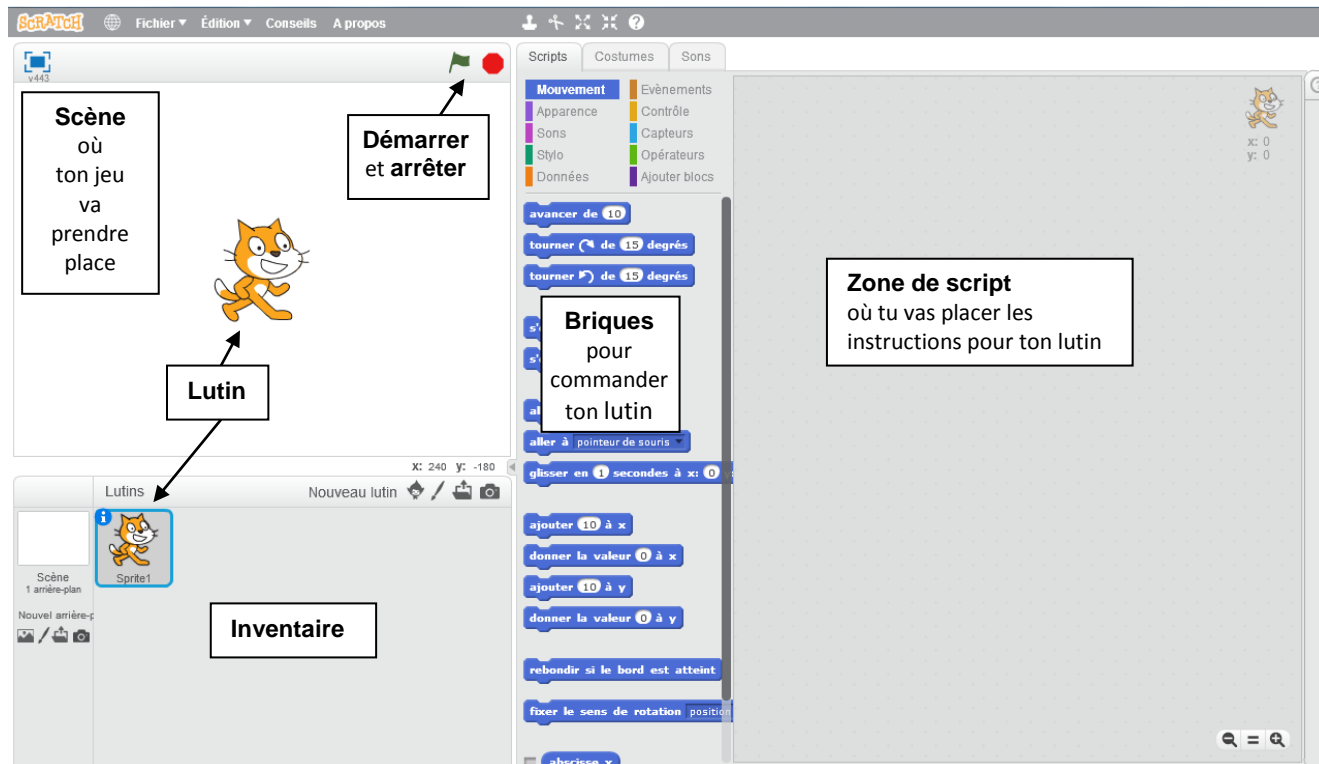 SCRATCH Fichier Édition Conseils A propos
v443
Scène
où
ton jeu
va
prendre
place
Démarrer
et arrêter
Lutin
X: 240 y: -180
Lutins Nouveau lutin
Scène
1 arrière-plan
Nouvel arrière-p
Sprite1
Inventaire
Scripts Costumes Sons
Mouvement Evènements
Apparence Contrôle
Sons Capteurs
Stylo Opérateurs
Données Ajouter blocs
avancer de 10
tourner de 15 degrés
tourner de 15 degrés
Briques
pour
commander
ton lutin
aller à pointeur de souris
glisser en 1 secondes à x: 0
ajouter 10 à x
donner la valeur 0 à x
ajouter 10 à y
donner la valeur 0 à y
rebondir si le bord est atteint
fixer le sens de rotation position
abscisse x
x: 0
y: 0
Zone de script
où tu vas placer les
instructions pour ton lutin